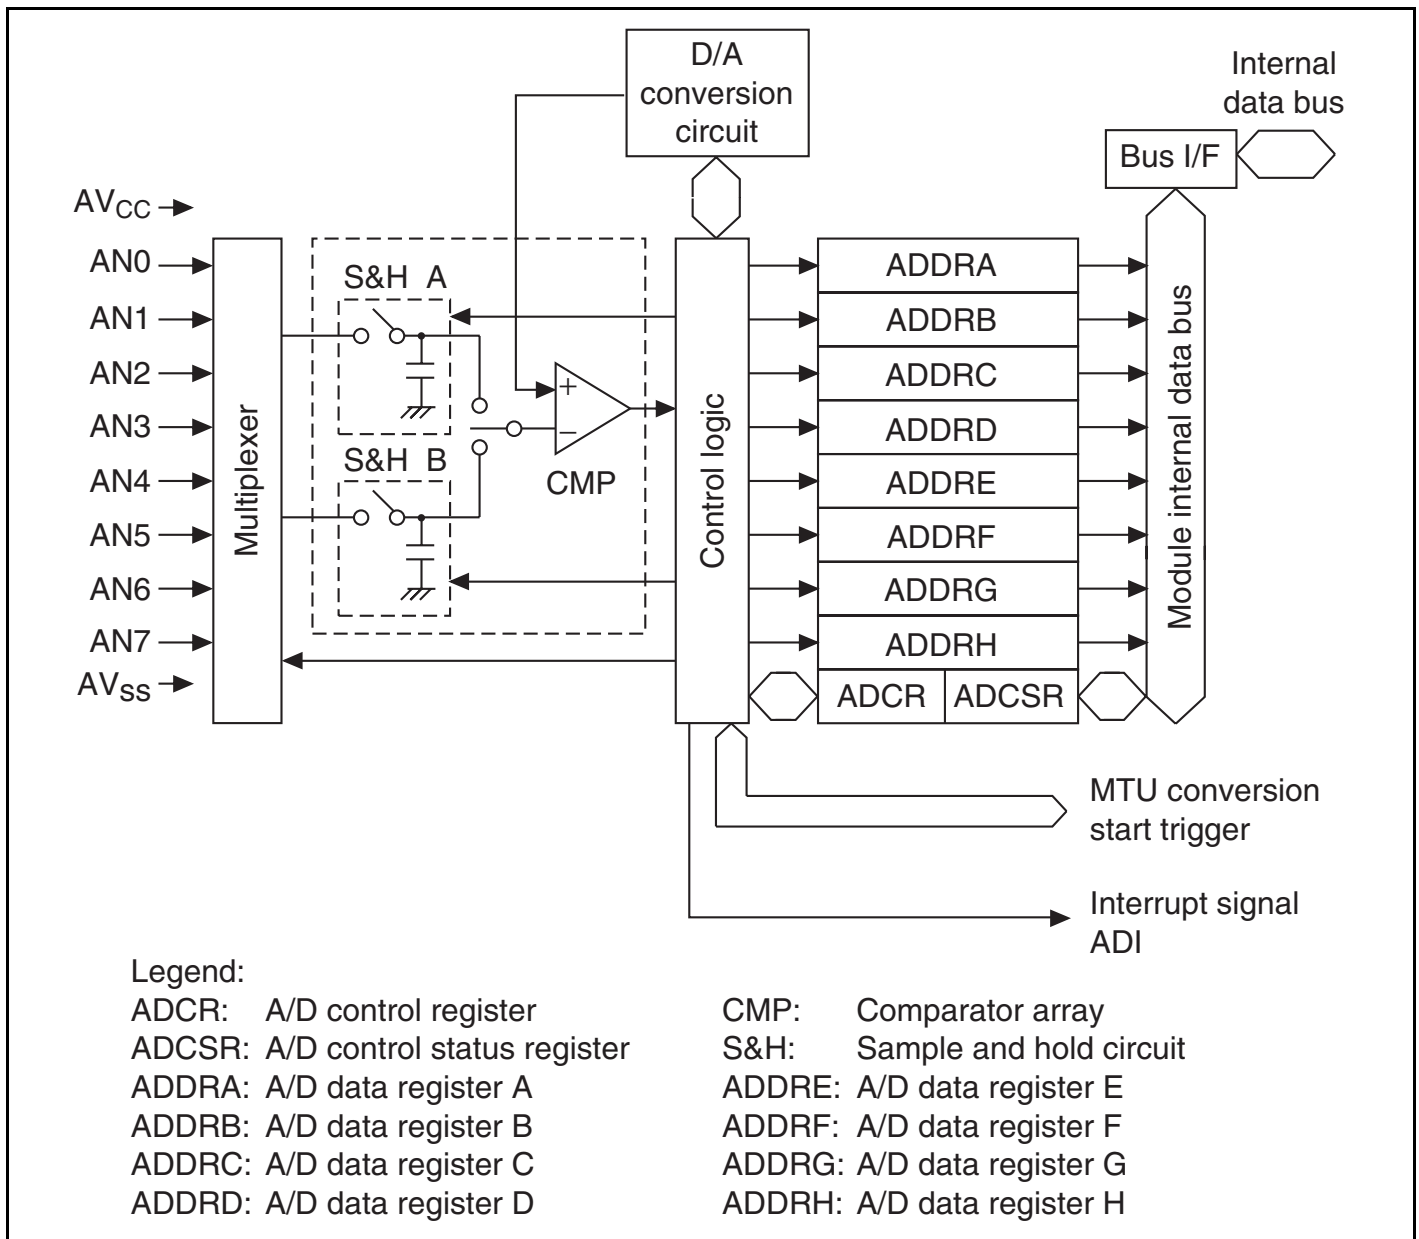 D/A
conversion
circuit
Internal
data bus
Bus I/F
AVCC
AN0
AN1
AN2
AN3
AN4
AN5
AN6
AN7
AVSS
Multiplexer
S&H A
S&H B
+
−
CMP
Control logic
ADDRA
ADDRB
ADDRC
ADDRD
ADDRE
ADDRF
ADDRG
ADDRH
ADCR
ADCSR
Module internal data bus
MTU conversion
start trigger
Interrupt signal
ADI
Legend:
ADCR: A/D control register
ADCSR: A/D control status register
ADDRA: A/D data register A
ADDRB: A/D data register B
ADDRC: A/D data register C
ADDRD: A/D data register D
CMP: Comparator array
S&H: Sample and hold circuit
ADDRE: A/D data register E
ADDRF: A/D data register F
ADDRG: A/D data register G
ADDRH: A/D data register H